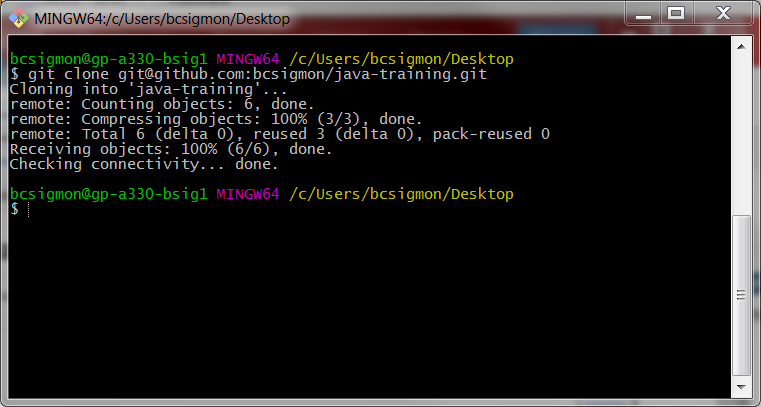 MINGW64:/c/Users/bcsigmon/Desktop
bcsigmon@gp-a330-bsig1 MINGW64 /c/Users/bcsigmon/Desktop
$ git clone git@github.com:bcsigmon/java-training.git
Cloning into 'java-training'...
remote: Counting objects: 6, done.
remote: Compressing objects: 100% (3/3), done.
remote: Total 6 (delta 0), reused 3 (delta 0), pack-reused 0
Receiving objects: 100% (6/6), done.
Checking connectivity... done.
bcsigmon@gp-a330-bsig1 MINGW64 /c/Users/bcsigmon/Desktop
$